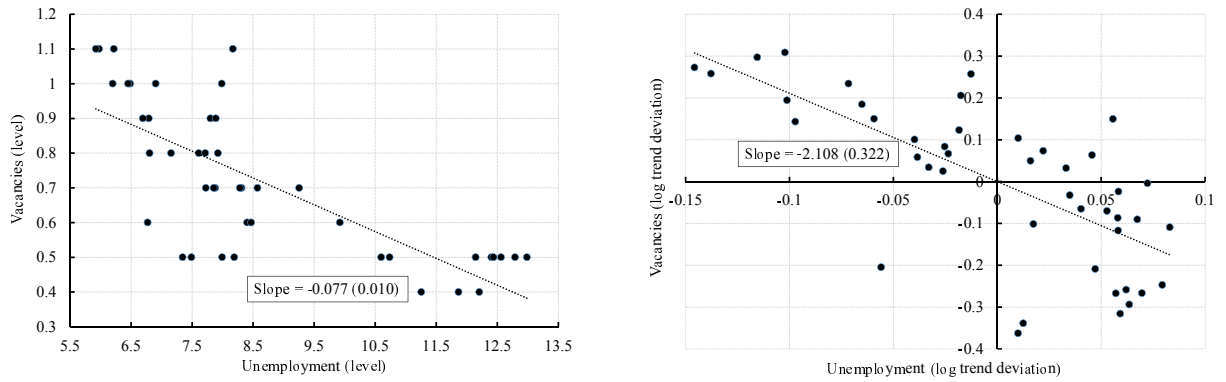 1.2
1.1
1
0.9
0.8
0.7
0.6
0.5
0.4
0.3
Vacancies (level)
Slope = -0.077 (0.010)
5.5 6.5 7.5 8.5 9.5 10.5 11.5 12.5 13.5
Unemployment (level)
0.4
0.3
0.2
0.1
0
-0.1
-0.2
-0.3
-0.4
Vacancies (log trend deviation)
Slope = -2.108 (0.322)
-0.15 -0.1 -0.05 0 0.05 0.1
Unemployment (log trend deviation)